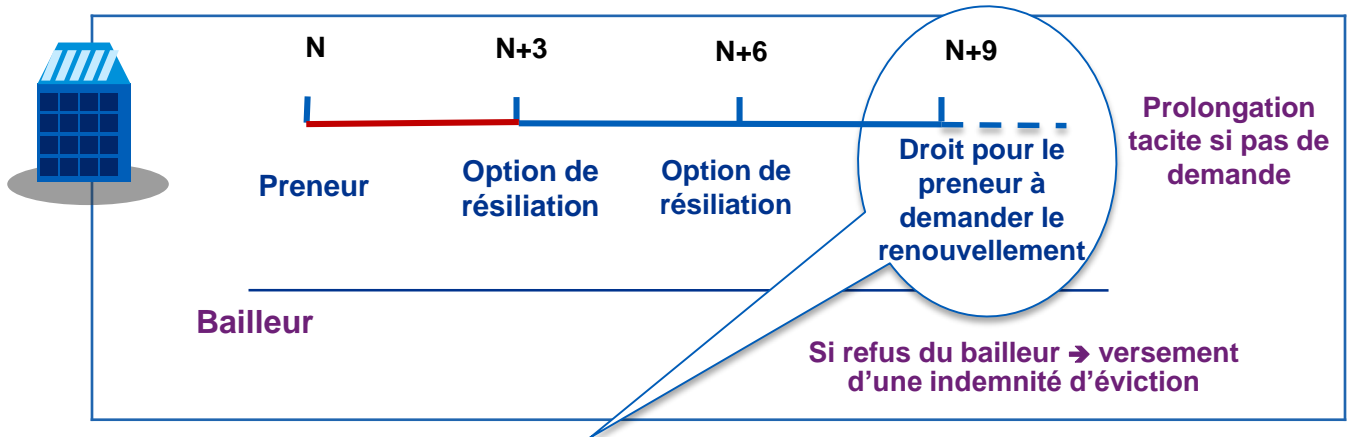 N N+3 N+6 N+9
Preneur
Option de
résiliation
Option de
résiliation
Droit pour le
preneur à
demander le
renouvellement
Prolongation
tacite si pas de
demande
Bailleur
Si refus du bailleur ➔ versement
d’une indemnité d’éviction